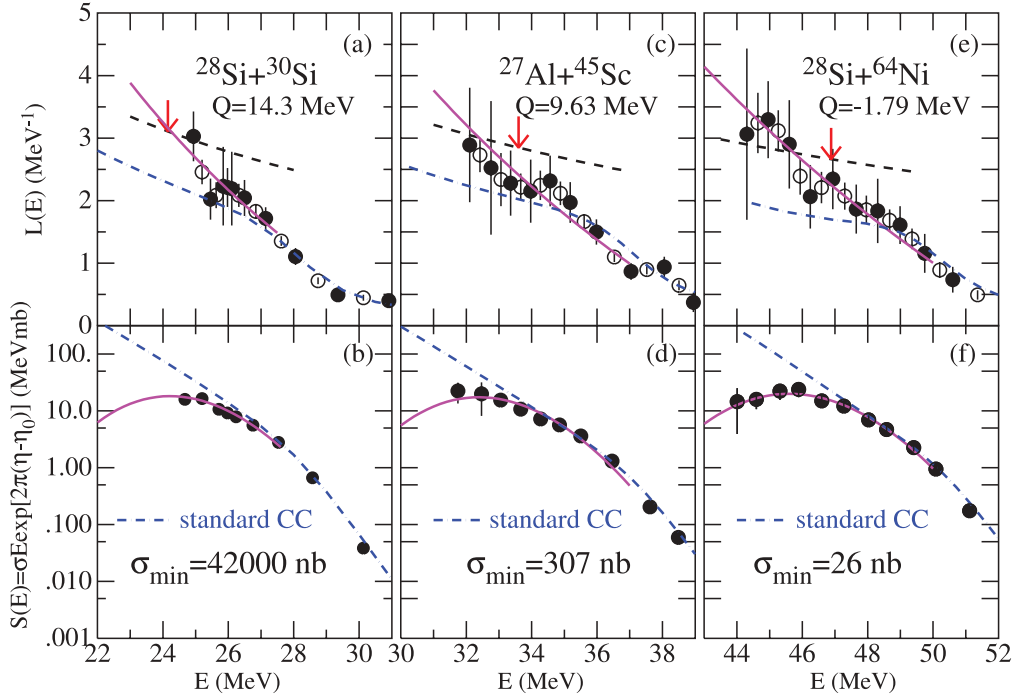 5
4
3
2
1
0
L(E) (MeV⁻¹)
(a)
²⁸Si+³⁰Si
Q=14.3 MeV
(c)
²⁷Al+⁴⁵Sc
Q=9.63 MeV
(e)
²⁸Si+⁶⁴Ni
Q=-1.79 MeV
S(E)=σEexp[2π(η-η₀)] (MeVmb)
100.
10.0
1.00
.100
.010
.001
(b)
standard CC
σmin=42000 nb
(d)
standard CC
σmin=307 nb
(f)
standard CC
σmin=26 nb
22 24 26 28 30 30 32 34 36 38 44 46 48 50 52
E (MeV) E (MeV) E (MeV)